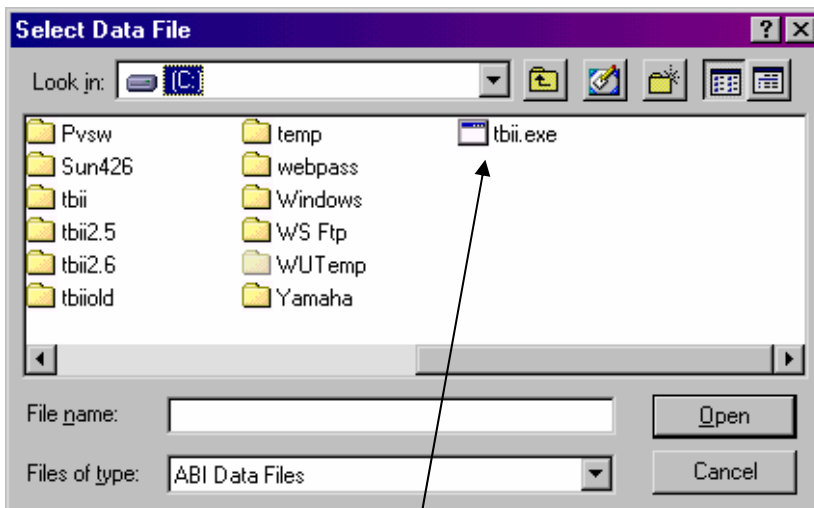 Select Data File
Look in: (C:)
Pvsw temp tbii.exe
Sun426 webpass
tbii Windows
tbii2.5 WS Ftp
tbii2.6 WUTemp
tbiiold Yamaha
File name: Open
Files of type: ABI Data Files Cancel